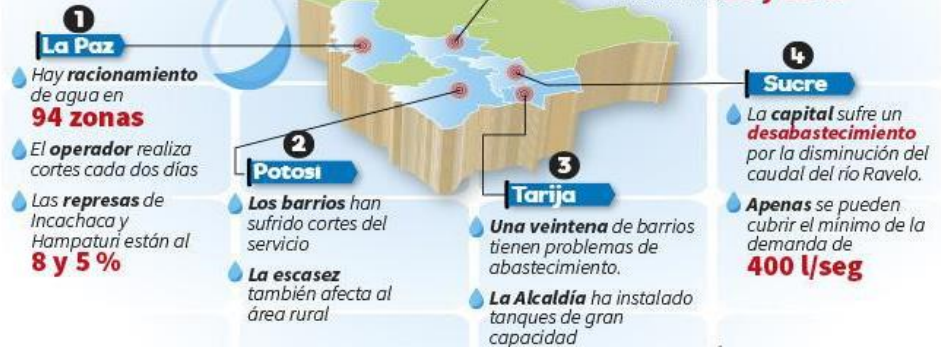 1
La Paz
Hay racionamiento
de agua en
94 zonas
El operador realiza
cortes cada dos días
Las represas de
Incachaca y
Hampaturi están al
8 y 5 %
2
Potosí
Los barrios han
sufrido cortes del
servicio
La escasez
también afecta al
área rural
3
Tarija
Una veintena de barrios
tienen problemas de
abastecimiento.
La Alcaldía ha instalado
tanques de gran
capacidad
4
Sucre
La capital sufre un
desabastecimiento
por la disminución del
caudal del río Ravelo.
Apenas se pueden
cubrir el mínimo de la
demanda de
400 l/seg